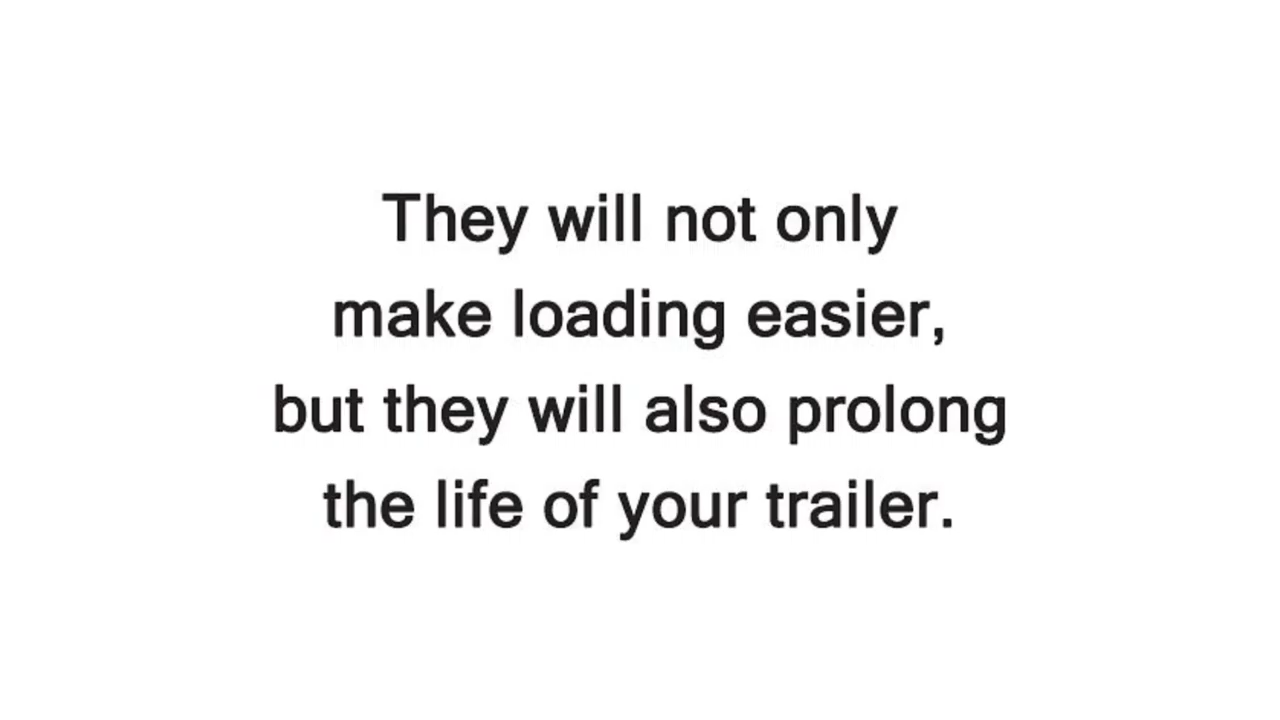 They will not only
make loading easier,
but they will also prolong
the life of your trailer.